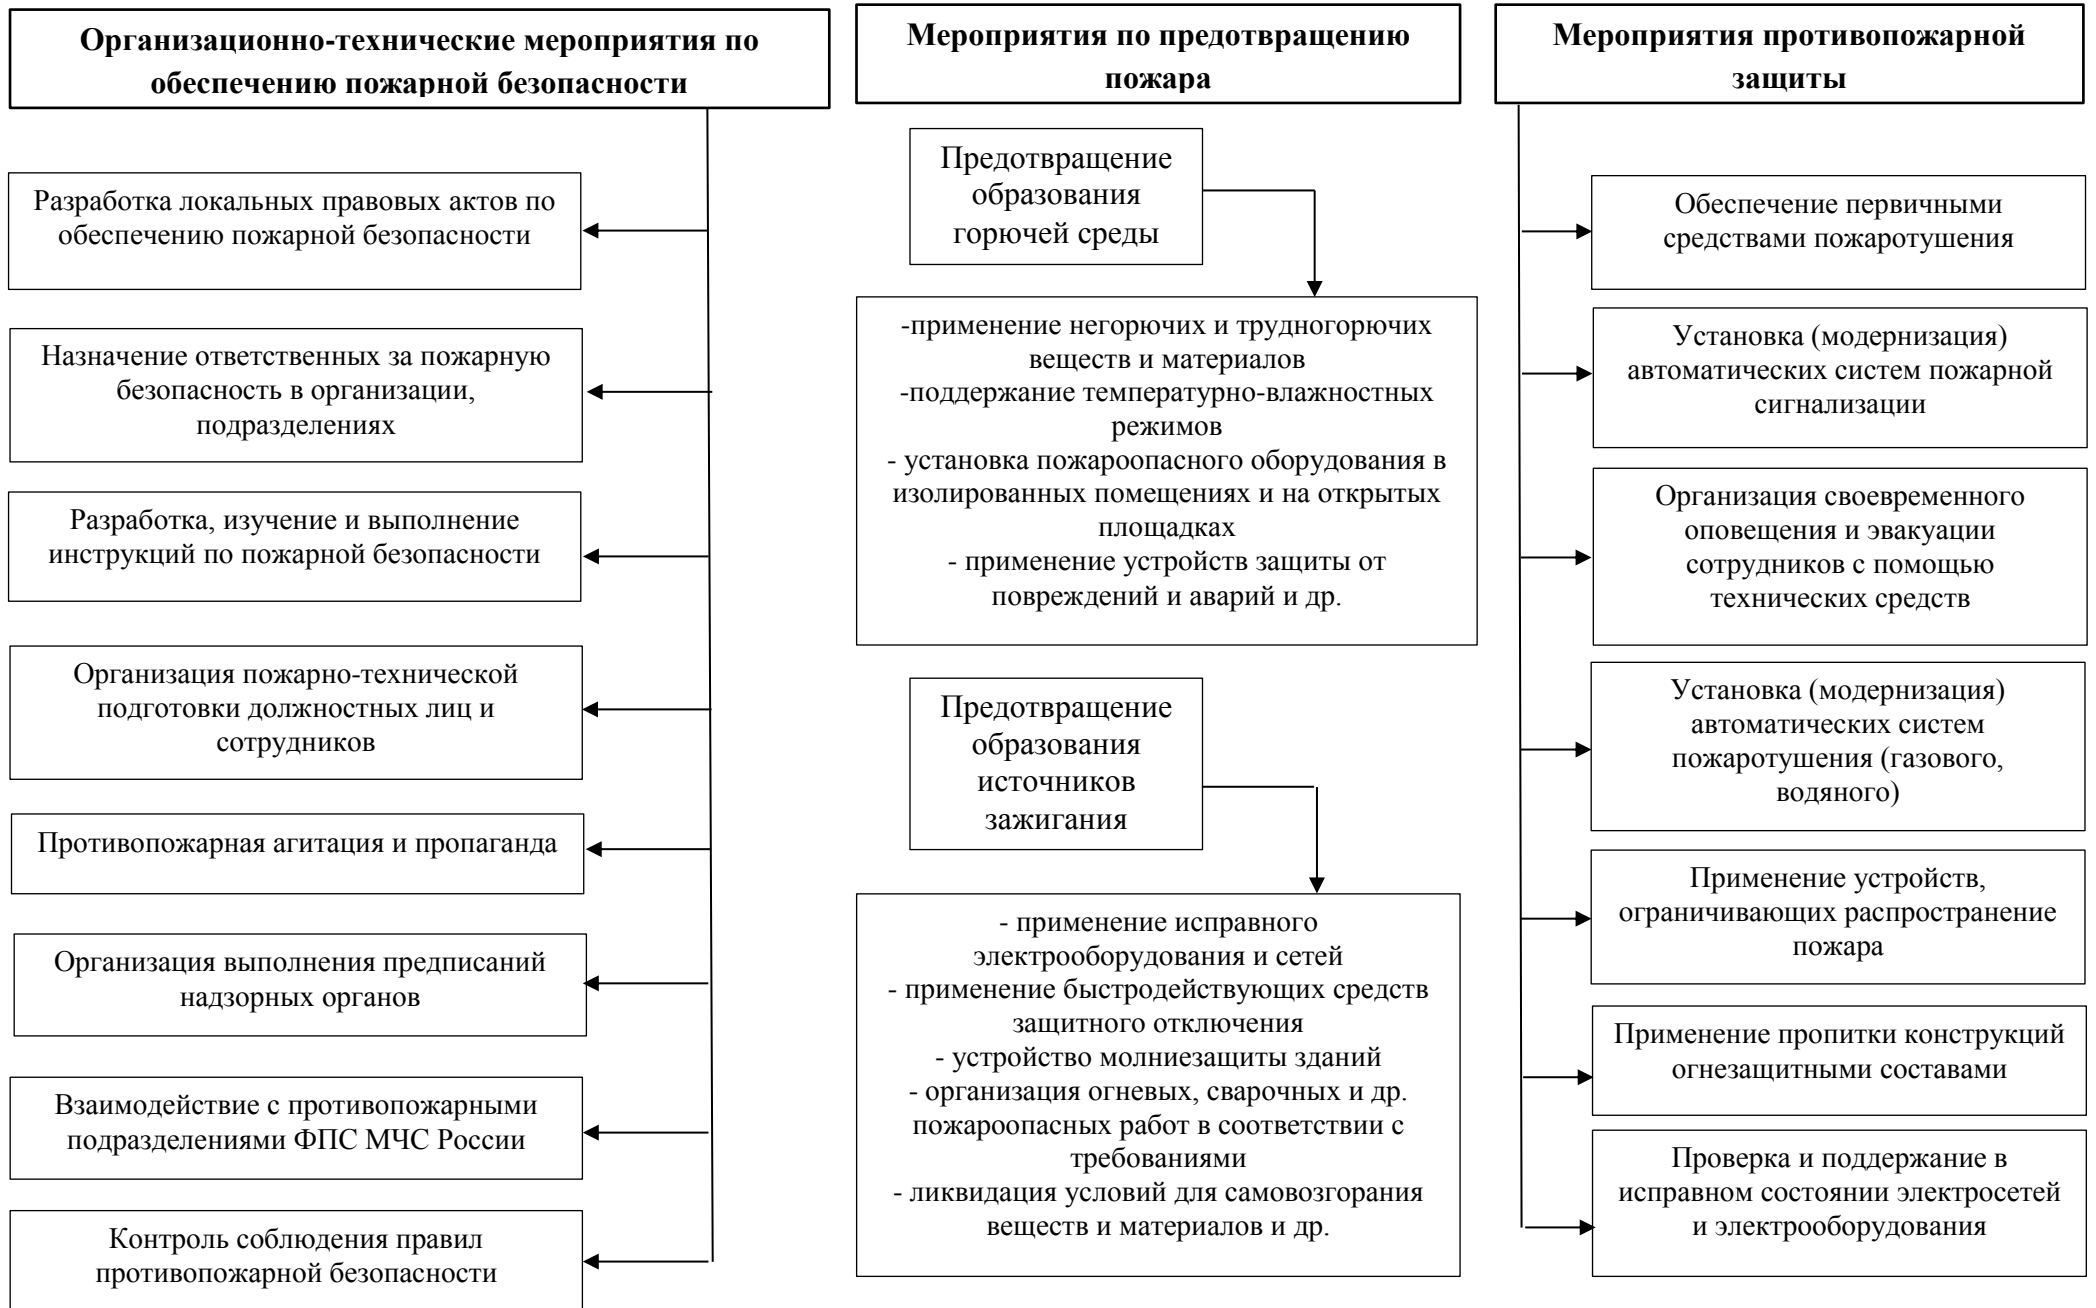 Организационно-технические мероприятия по
обеспечению пожарной безопасности
Разработка локальных правовых актов по
обеспечению пожарной безопасности
Назначение ответственных за пожарную
безопасность в организации,
подразделениях
Разработка, изучение и выполнение
инструкций по пожарной безопасности
Организация пожарно-технической
подготовки должностных лиц и
сотрудников
Противопожарная агитация и пропаганда
Организация выполнения предписаний
надзорных органов
Взаимодействие с противопожарными
подразделениями ФПС МЧС России
Контроль соблюдения правил
противопожарной безопасности
Мероприятия по предотвращению
пожара
Предотвращение
образования
горючей среды
-применение негорючих и трудногорючих
веществ и материалов
-поддержание температурно-влажностных
режимов
- установка пожароопасного оборудования в
изолированных помещениях и на открытых
площадках
- применение устройств защиты от
повреждений и аварий и др.
Предотвращение
образования
источников
зажигания
- применение исправного
электрооборудования и сетей
- применение быстродействующих средств
защитного отключения
- устройство молниезащиты зданий
- организация огневых, сварочных и др.
пожароопасных работ в соответствии с
требованиями
- ликвидация условий для самовозгорания
веществ и материалов и др.
Мероприятия противопожарной
защиты
Обеспечение первичными
средствами пожаротушения
Установка (модернизация)
автоматических систем пожарной
сигнализации
Организация своевременного
оповещения и эвакуации
сотрудников с помощью
технических средств
Установка (модернизация)
автоматических систем
пожаротушения (газового,
водяного)
Применение устройств,
ограничивающих распространение
пожара
Применение пропитки конструкций
огнезащитными составами
Проверка и поддержание в
исправном состоянии электросетей
и электрооборудования